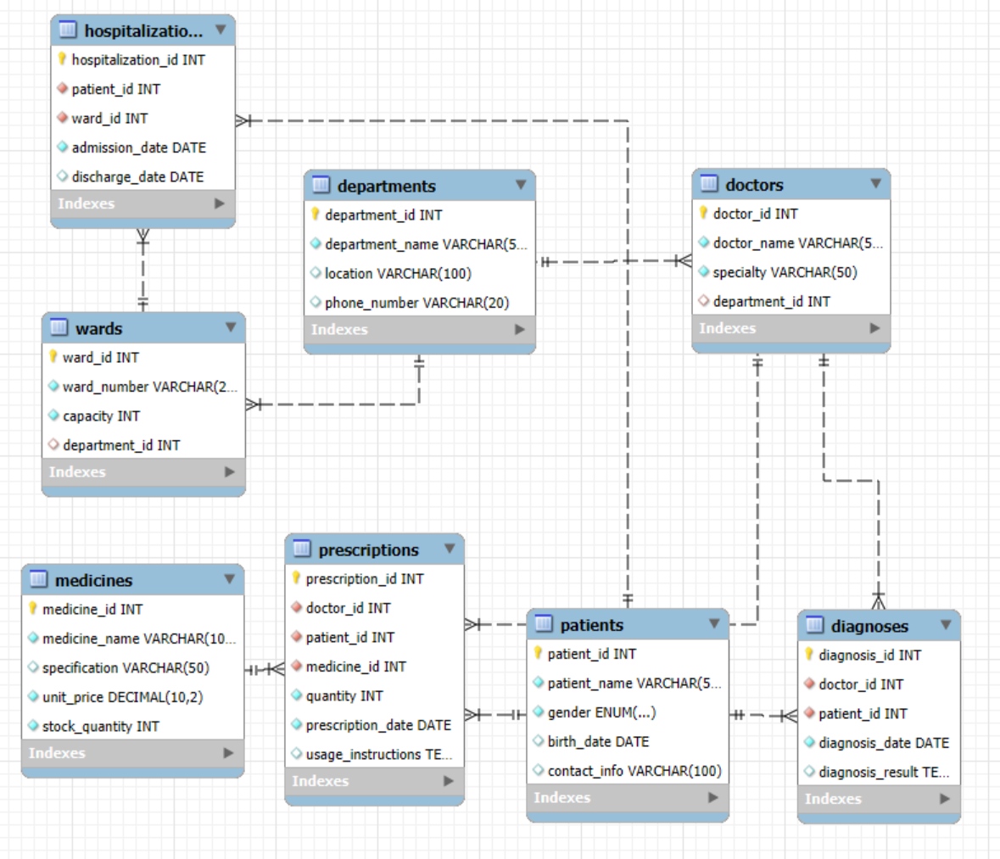 hospitalizatio...
hospitalization_id INT
patient_id INT
ward_id INT
admission_date DATE
discharge_date DATE
Indexes
departments
department_id INT
department_name VARCHAR(5...
location VARCHAR(100)
phone_number VARCHAR(20)
Indexes
doctors
doctor_id INT
doctor_name VARCHAR(5...
specialty VARCHAR(50)
department_id INT
Indexes
wards
ward_id INT
ward_number VARCHAR(2...
capacity INT
department_id INT
Indexes
medicines
medicine_id INT
medicine_name VARCHAR(10...
specification VARCHAR(50)
unit_price DECIMAL(10,2)
stock_quantity INT
Indexes
prescriptions
prescription_id INT
doctor_id INT
patient_id INT
medicine_id INT
quantity INT
prescription_date DATE
usage_instructions TE...
Indexes
patients
patient_id INT
patient_name VARCHAR(5...
gender ENUM(...)
birth_date DATE
contact_info VARCHAR(100)
Indexes
diagnoses
diagnosis_id INT
doctor_id INT
patient_id INT
diagnosis_date DATE
diagnosis_result TE...
Indexes